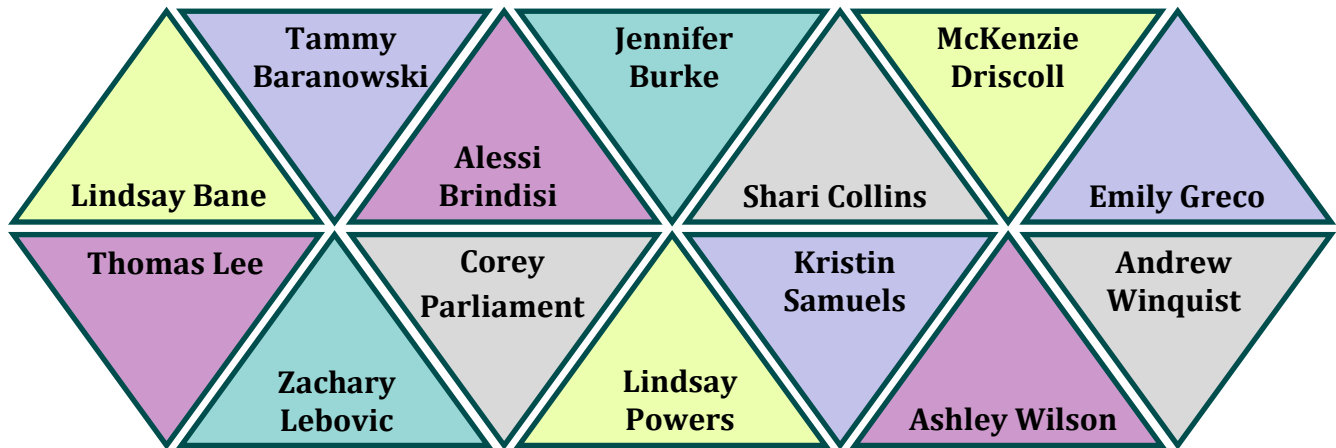 Lindsay Bane
Tammy
Baranowski
Alessi
Brindisi
Jennifer
Burke
Shari Collins
McKenzie
Driscoll
Emily Greco
Thomas Lee
Zachary
Lebovic
Corey
Parliament
Lindsay
Powers
Kristin
Samuels
Ashley Wilson
Andrew
Winquist